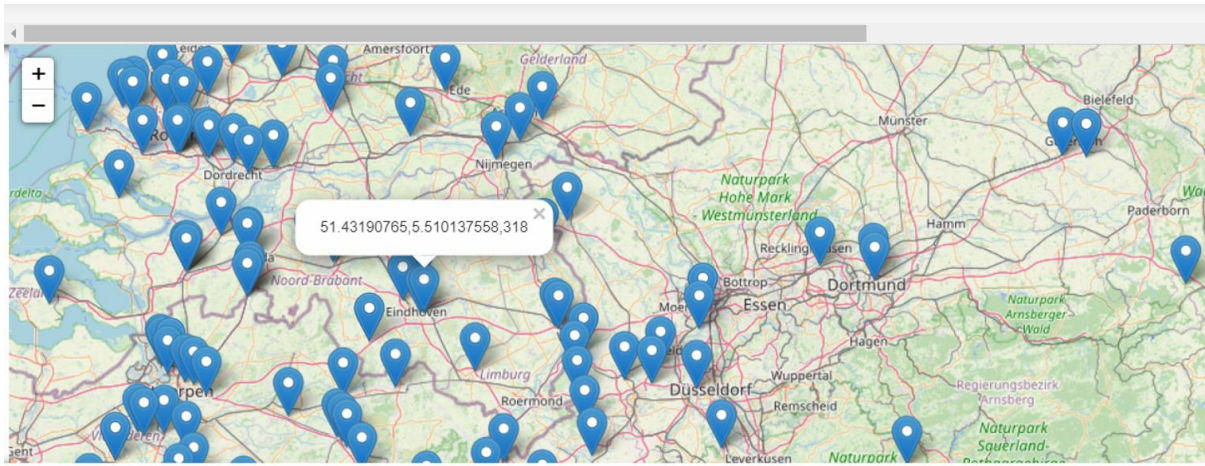 +
−
Amersfoort
Gelderland
Ede
Bielefeld
Münster
Nijmegen
Dordrecht
Naturpark
Hohe Mark
- Westmünsterland
Paderborn
×
51.43190765,5.510137558,318
Hamm
Noord-Brabant
Bottrop
Dortmund
Essen
Eindhoven
Naturpark
Arnsberger
Wald
Hagen
Limburg
Düsseldorf
Wuppertal
Remscheid
Roermond
Regierungsbezirk
Arnsberg
Naturpark
Sauerland-
Leverkusen
Naturpark